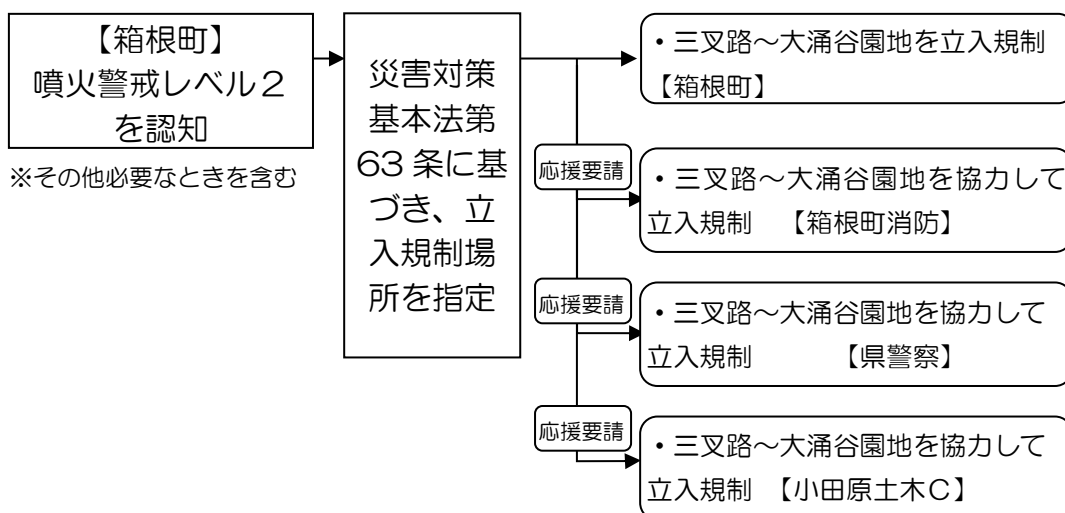 【箱根町】
噴火警戒レベル２
を認知
※その他必要なときを含む
災害対策
基本法第
63 条に基
づき、立
入規制場
所を指定
・三叉路～大涌谷園地を立入規制
【箱根町】
応援要請
・三叉路～大涌谷園地を協力して
立入規制　【箱根町消防】
応援要請
・三叉路～大涌谷園地を協力して
立入規制　　　　【県警察】
応援要請
・三叉路～大涌谷園地を協力して
立入規制　【小田原土木Ｃ】